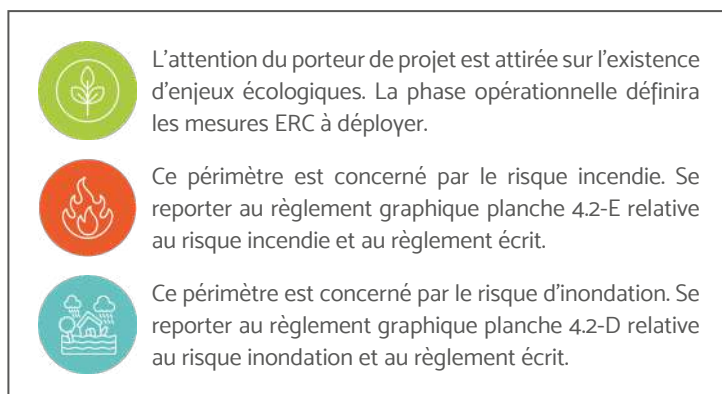 L'attention du porteur de projet est attirée sur l'existence
d'enjeux écologiques. La phase opérationnelle définira
les mesures ERC à déployer.
Ce périmètre est concerné par le risque incendie. Se
reporter au règlement graphique planche 4.2-E relative
au risque incendie et au règlement écrit.
Ce périmètre est concerné par le risque d'inondation. Se
reporter au règlement graphique planche 4.2-D relative
au risque inondation et au règlement écrit.